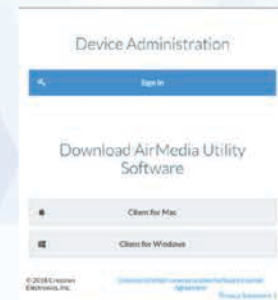 Device Administration
Sign In
Download AirMedia Utility
Software
Client for Mac
Client for Windows
© 2018 Crestron
Electronics, Inc.
Agreement
Privacy Statement |